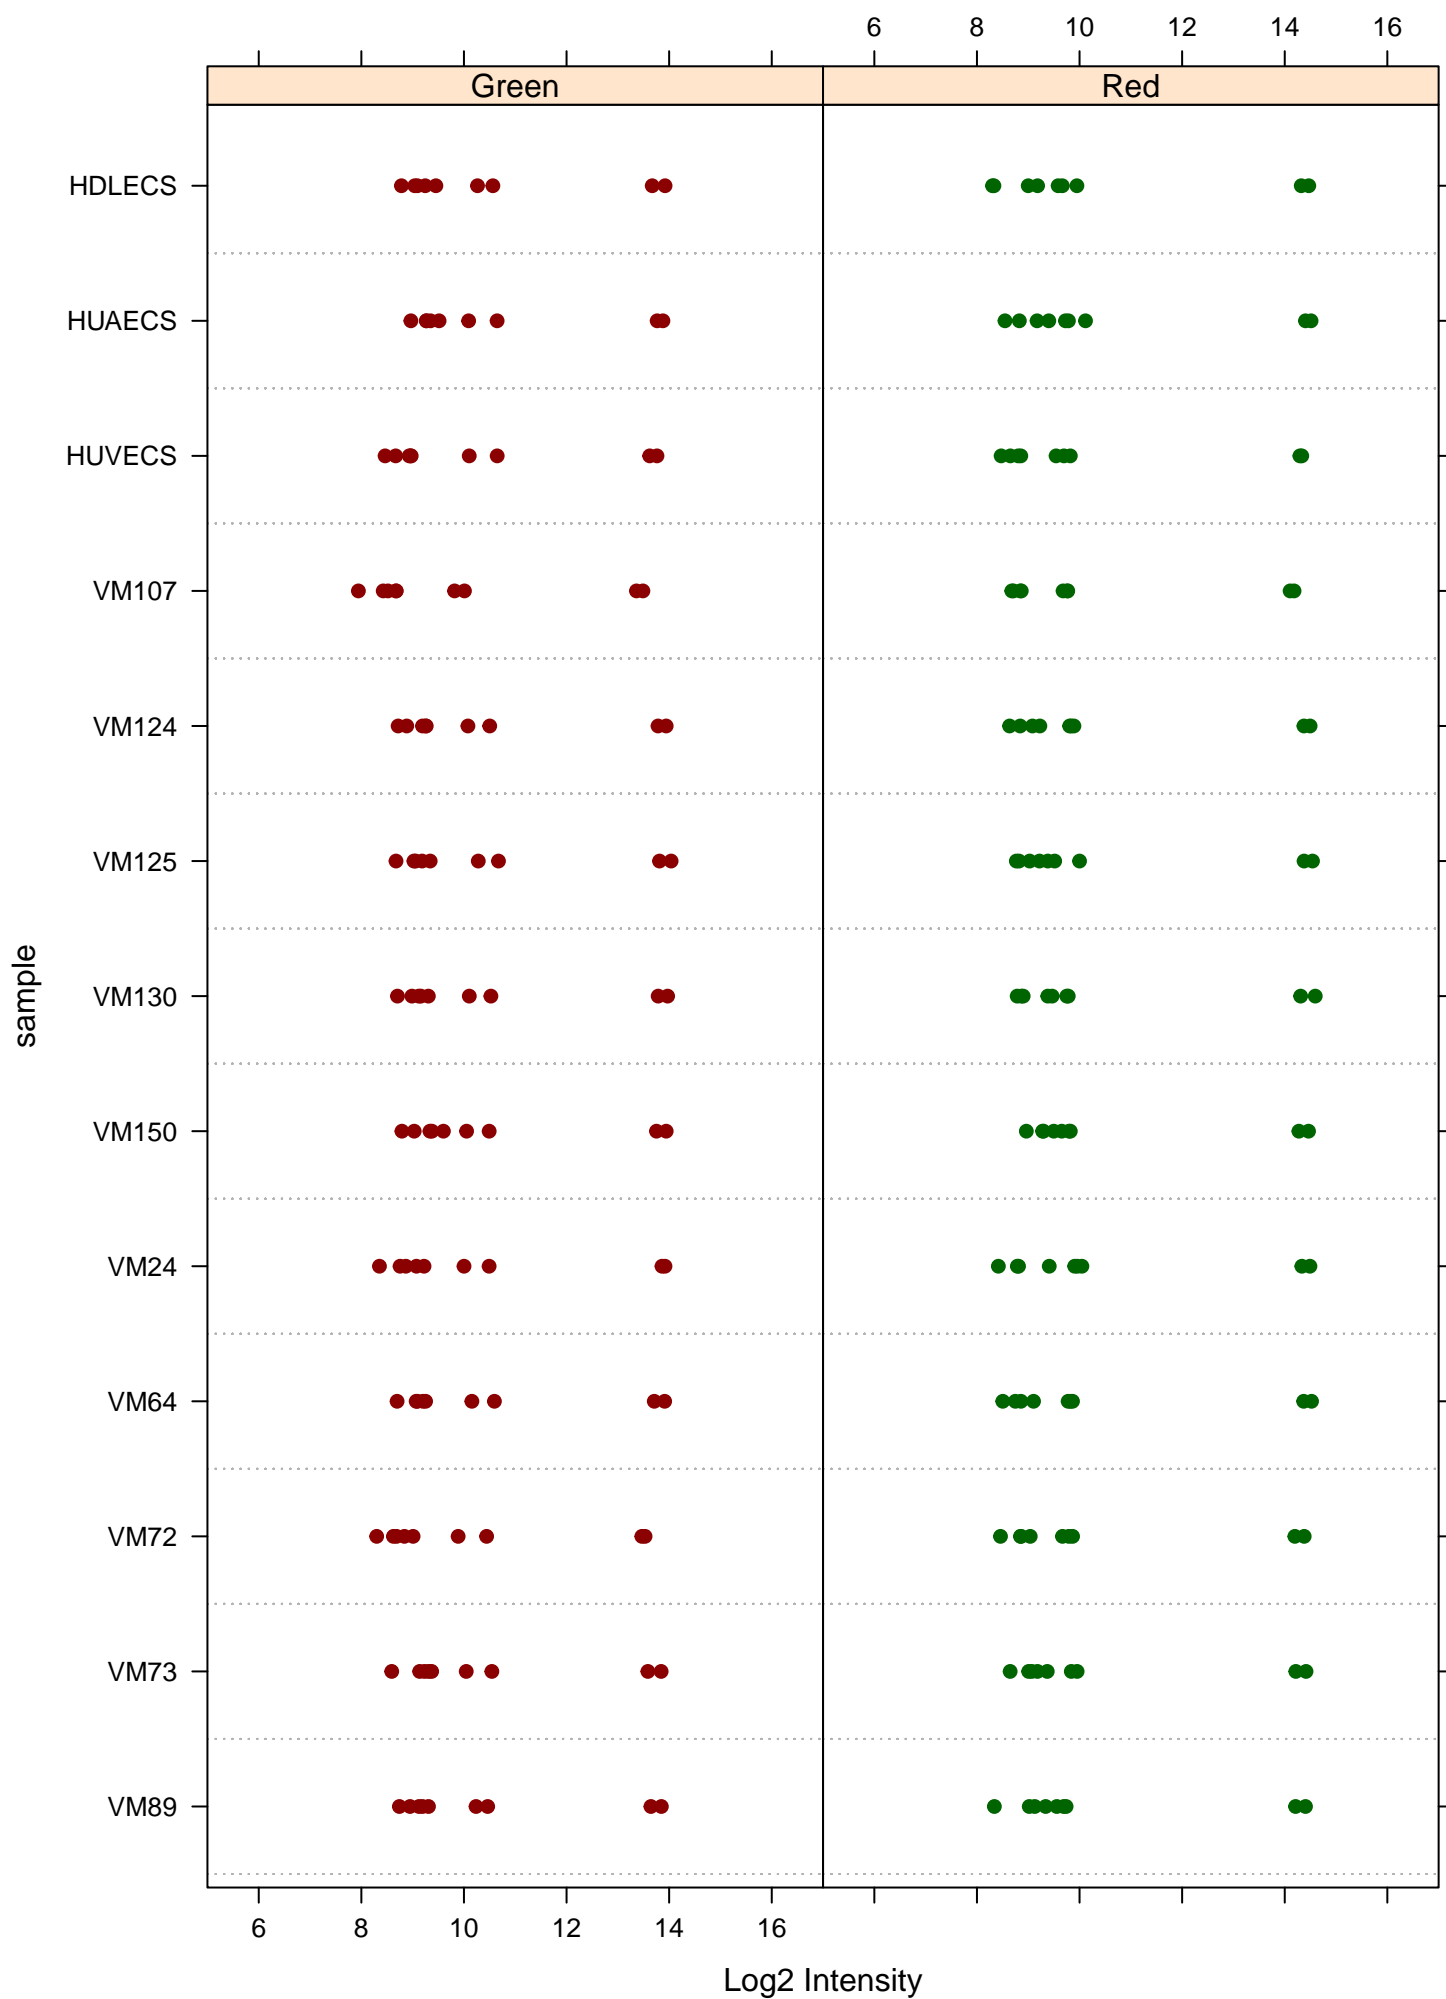 6 8 10 12 14 16
Green Red
HDLECS
HUAECS
HUVECS
VM107
VM124
VM125
VM130
VM150
VM24
VM64
VM72
VM73
VM89
sample
6 8 10 12 14 16
Log2 Intensity